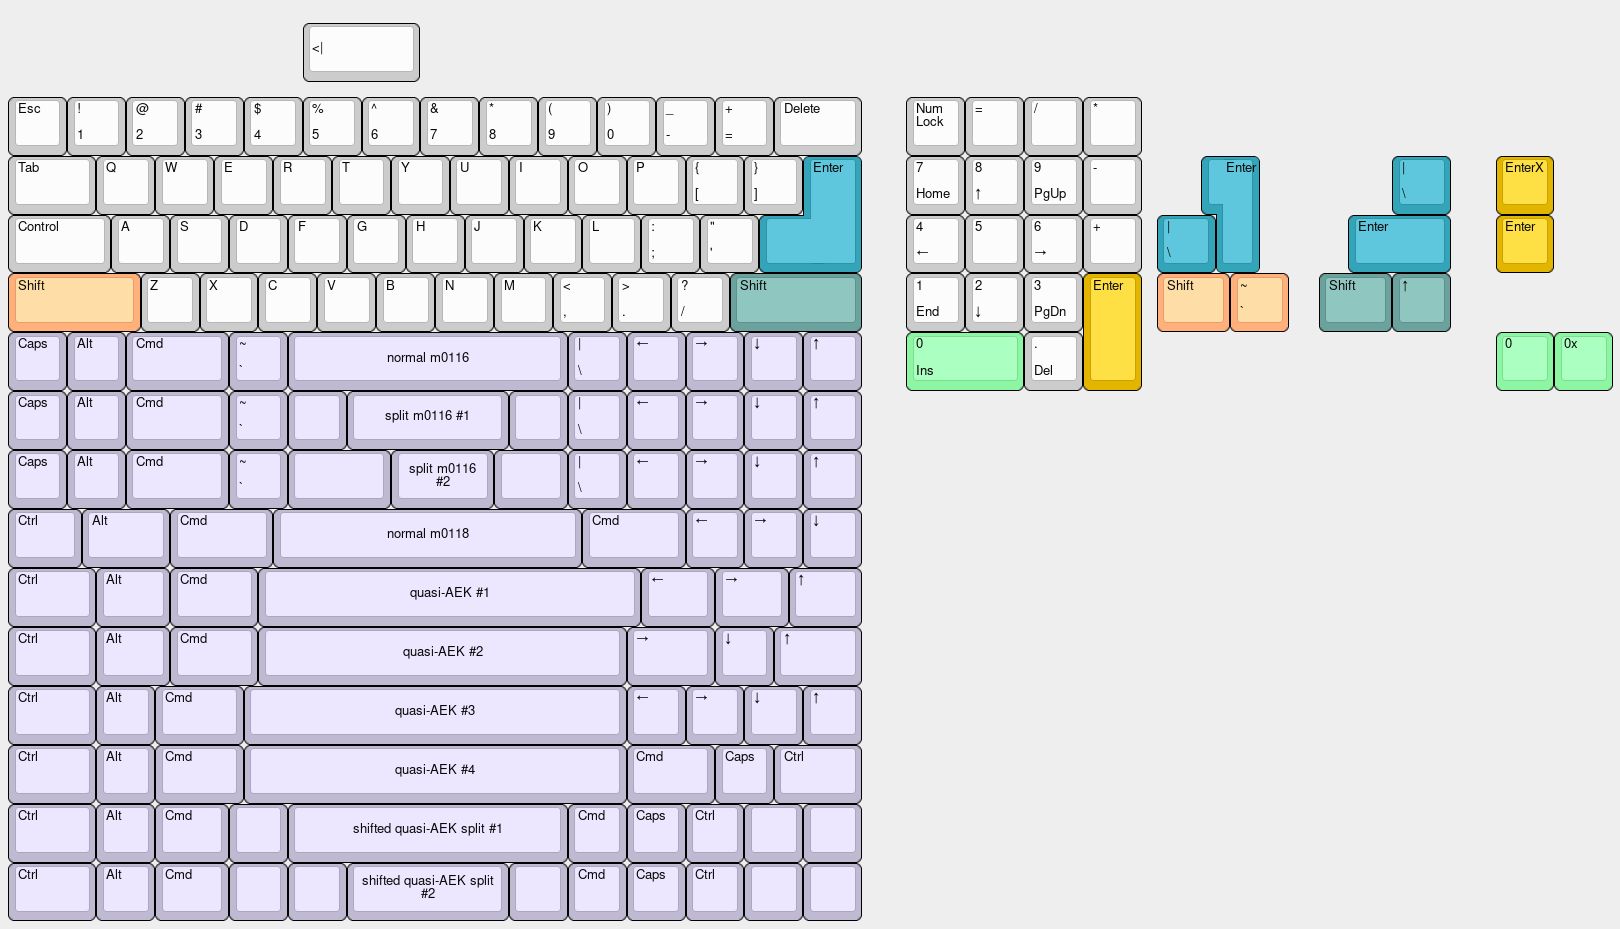 <|
Esc ! @ # $ % ^ & * ( ) _ + Delete Num = / *
Lock
1 2 3 4 5 6 7 8 9 0 - =
Tab Q W E R T Y U I O P { } Enter 7 8 9 - Enter | EnterX
[ ] Home ↑ PgUp \
Control A S D F G H J K L : " 4 5 6 + | Enter Enter
; ' ← → \
Shift Z X C V B N M < > ? Shift 1 2 3 Enter Shift ~ Shift ↑
, . / End ↓ PgDn `
Caps Alt Cmd ~ normal m0116 | ← → ↓ ↑ 0 . 0 0x
` \ Ins Del
Caps Alt Cmd ~ split m0116 #1 | ← → ↓ ↑
` \
Caps Alt Cmd ~ split m0116 | ← → ↓ ↑
` #2 \
Ctrl Alt Cmd normal m0118 Cmd ← → ↓
Ctrl Alt Cmd quasi-AEK #1 ← → ↑
Ctrl Alt Cmd quasi-AEK #2 → ↓ ↑
Ctrl Alt Cmd quasi-AEK #3 ← → ↓ ↑
Ctrl Alt Cmd quasi-AEK #4 Cmd Caps Ctrl
Ctrl Alt Cmd shifted quasi-AEK split #1 Cmd Caps Ctrl
Ctrl Alt Cmd shifted quasi-AEK split Cmd Caps Ctrl
#2